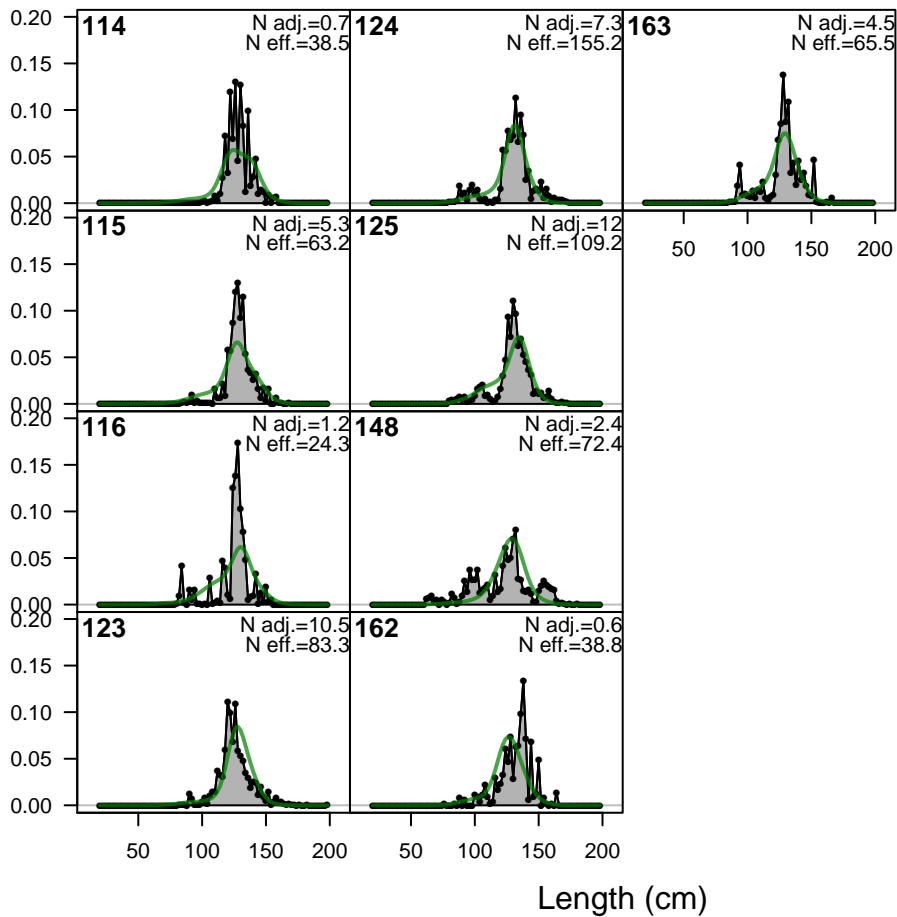 0.20
0.15
0.10
0.05
0.00
114
N adj.=0.7
N eff.=38.5
124
N adj.=7.3
N eff.=155.2
163
N adj.=4.5
N eff.=65.5
0.20
0.15
0.10
0.05
0.00
115
N adj.=5.3
N eff.=63.2
125
N adj.=12
N eff.=109.2
50 100 150 200
0.20
0.15
0.10
0.05
0.00
116
N adj.=1.2
N eff.=24.3
148
N adj.=2.4
N eff.=72.4
0.20
0.15
0.10
0.05
0.00
123
N adj.=10.5
N eff.=83.3
162
N adj.=0.6
N eff.=38.8
50 100 150 200
50 100 150 200
Length (cm)